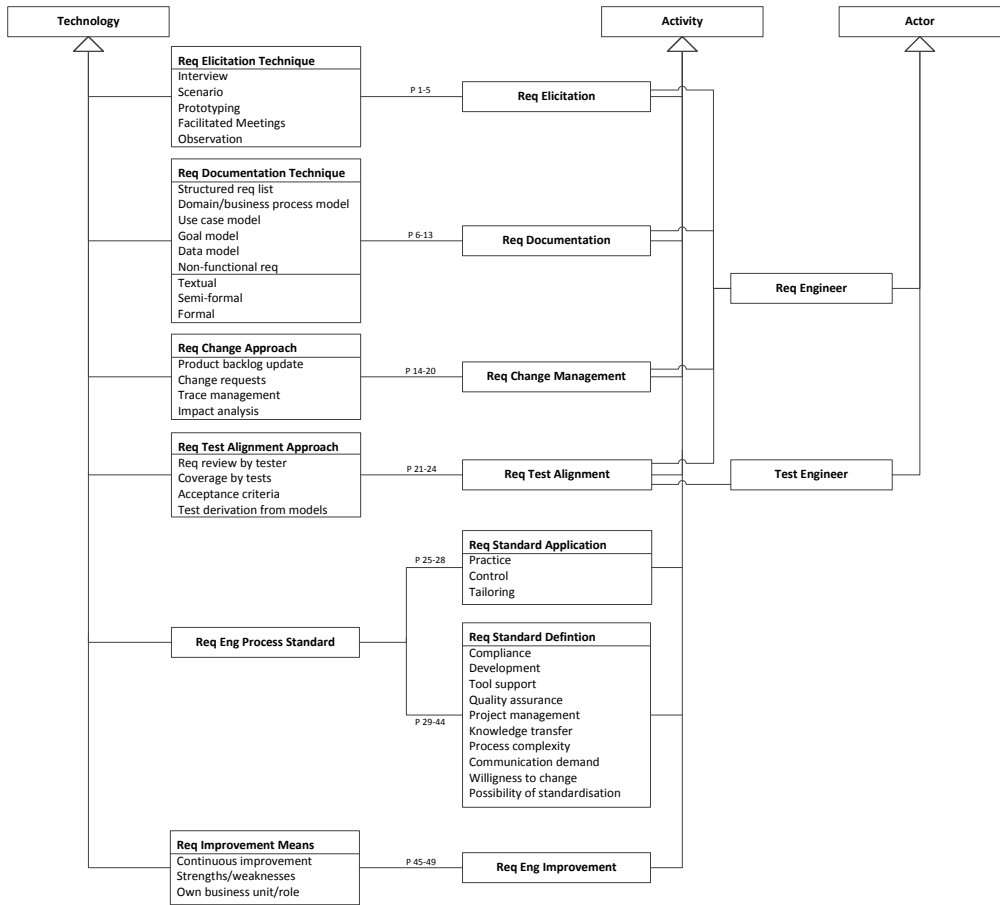 Technology
Activity
Actor
Req Elicitation Technique
Interview
Scenario
Prototyping
Facilitated Meetings
Observation
P 1-5
Req Elicitation
Req Documentation Technique
Structured req list
Domain/business process model
Use case model
Goal model
Data model
Non-functional req
Textual
Semi-formal
Formal
P 6-13
Req Documentation
Req Engineer
Req Change Approach
Product backlog update
Change requests
Trace management
Impact analysis
P 14-20
Req Change Management
Req Test Alignment Approach
Req review by tester
Coverage by tests
Acceptance criteria
Test derivation from models
P 21-24
Req Test Alignment
Test Engineer
Req Eng Process Standard
P 25-28
Req Standard Application
Practice
Control
Tailoring
P 29-44
Req Standard Defintion
Compliance
Development
Tool support
Quality assurance
Project management
Knowledge transfer
Process complexity
Communication demand
Willigness to change
Possibility of standardisation
Req Improvement Means
Continuous improvement
Strengths/weaknesses
Own business unit/role
P 45-49
Req Eng Improvement